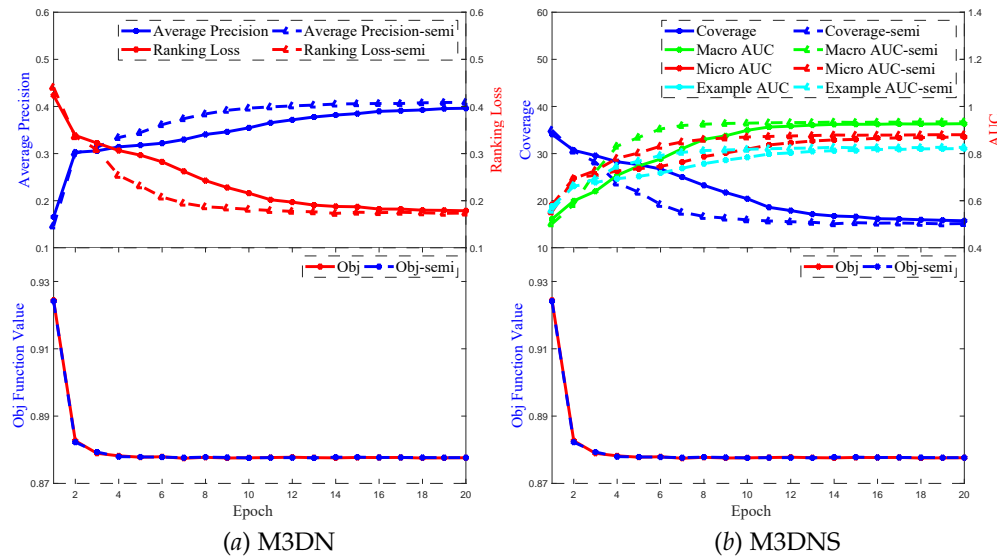 0.6
0.5
0.4
0.3
0.2
0.1
Average Precision
Average Precision
Average Precision-semi
Ranking Loss
Ranking Loss-semi
0.6
0.5
0.4
0.3
0.2
0.1
Ranking Loss
0.93
0.91
0.89
0.87
Obj Function Value
Obj
Obj-semi
2 4 6 8 10 12 14 16 18 20
Epoch
(a) M3DN
60
50
40
30
20
10
Coverage
Coverage
Coverage-semi
Macro AUC
Macro AUC-semi
Micro AUC
Micro AUC-semi
Example AUC
Example AUC-semi
1.4
1.2
1
0.8
0.6
0.4
AUC
0.93
0.91
0.89
0.87
Obj Function Value
Obj
Obj-semi
2 4 6 8 10 12 14 16 18 20
Epoch
(b) M3DNS